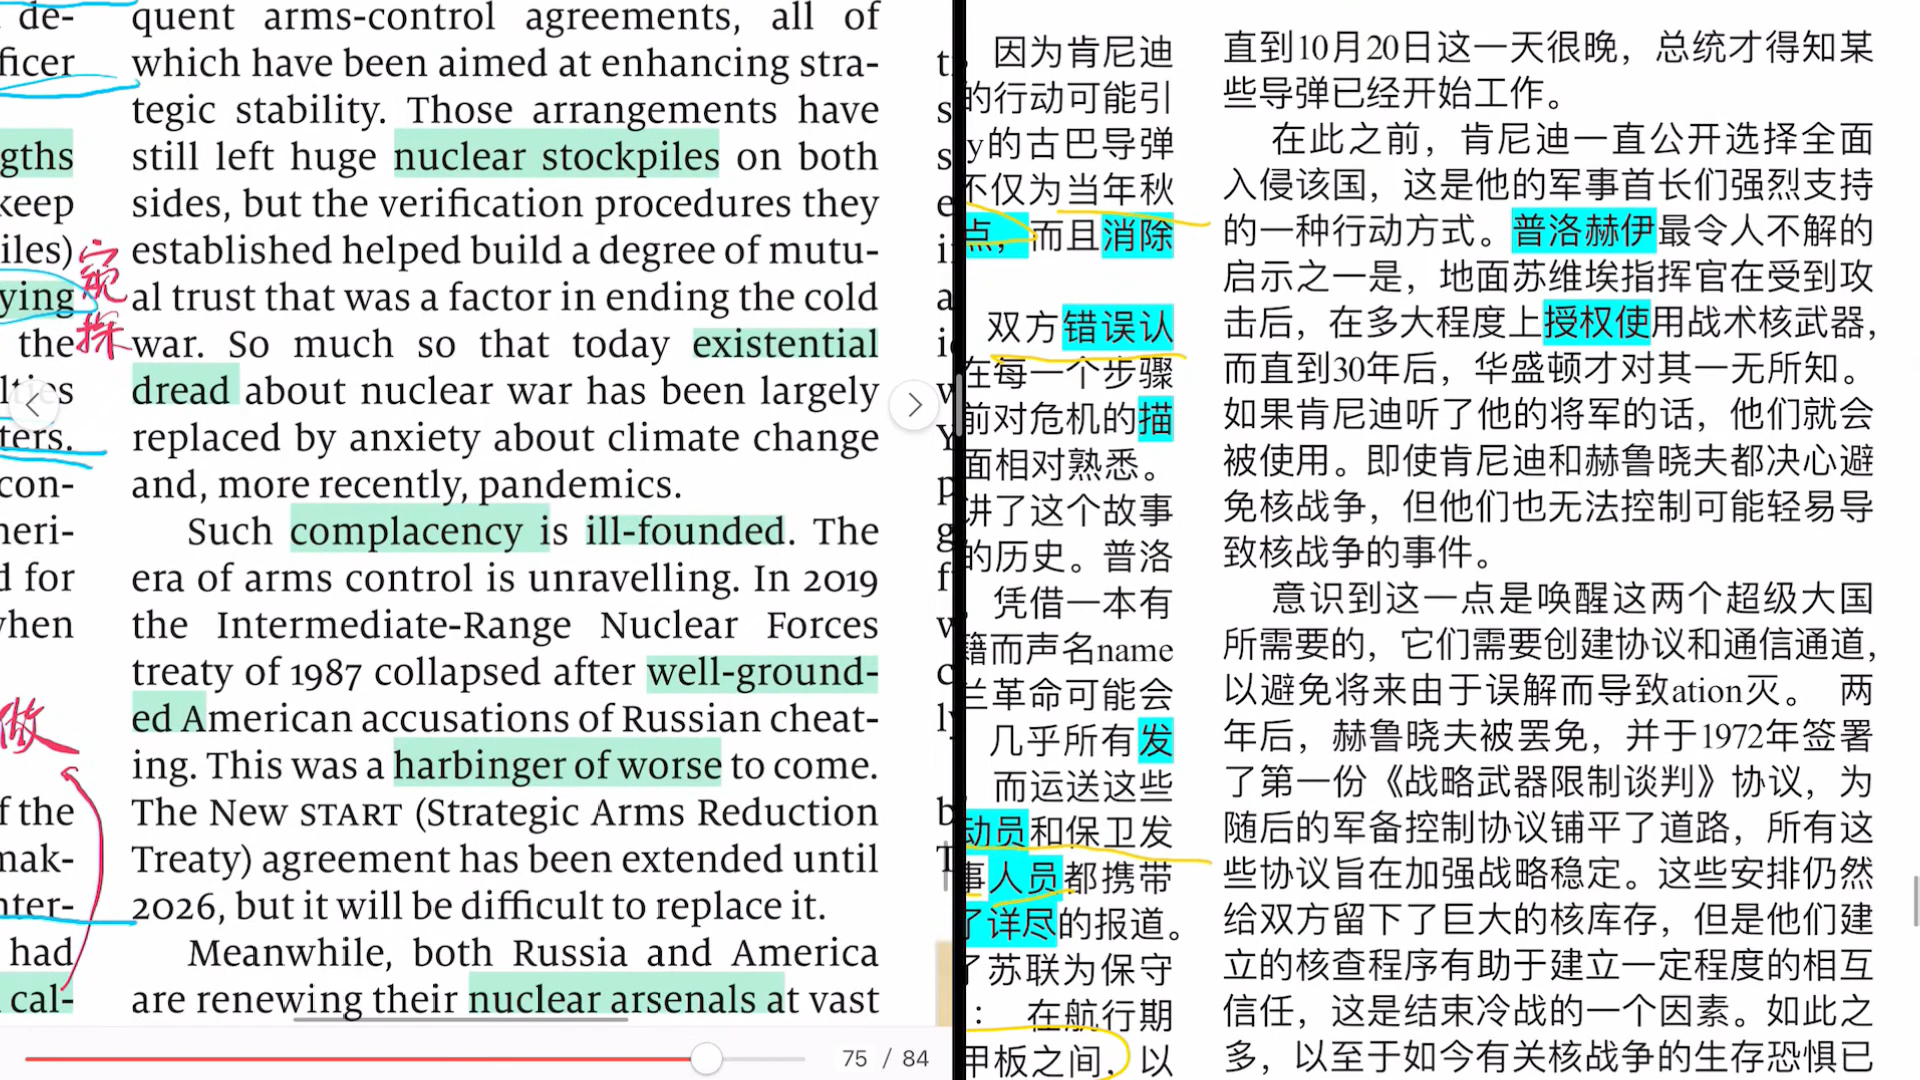 de-
ficer
gths
keep
iles)
ying
the
lties
ters.
con-
neri-
d for
when
f the
mak-
nter-
had
cal-
窥
探
做
quent arms-control agreements, all of
which have been aimed at enhancing stra-
tegic stability. Those arrangements have
still left huge nuclear stockpiles on both
sides, but the verification procedures they
established helped build a degree of mutu-
al trust that was a factor in ending the cold
war. So much so that today existential
dread about nuclear war has been largely
replaced by anxiety about climate change
and, more recently, pandemics.
Such complacency is ill-founded. The
era of arms control is unravelling. In 2019
the Intermediate-Range Nuclear Forces
treaty of 1987 collapsed after well-ground-
ed American accusations of Russian cheat-
ing. This was a harbinger of worse to come.
The New START (Strategic Arms Reduction
Treaty) agreement has been extended until
2026, but it will be difficult to replace it.
Meanwhile, both Russia and America
are renewing their nuclear arsenals at vast
75 / 84
因为肯尼迪
的行动可能引
y的古巴导弹
不仅为当年秋
点，而且消除
双方错误认
在每一个步骤
前对危机的描
面相对熟悉。
讲了这个故事
的历史。普洛
凭借一本有
籍而声名name
兰革命可能会
几乎所有发
而运送这些
动员和保卫发
事人员都携带
了详尽的报道。
了苏联为保守
： 在航行期
甲板之间，以
直到10月20日这一天很晚，总统才得知某
些导弹已经开始工作。
在此之前，肯尼迪一直公开选择全面
入侵该国，这是他的军事首长们强烈支持
的一种行动方式。普洛赫伊最令人不解的
启示之一是，地面苏维埃指挥官在受到攻
击后，在多大程度上授权使用战术核武器，
而直到30年后，华盛顿才对其一无所知。
如果肯尼迪听了他的将军的话，他们就会
被使用。即使肯尼迪和赫鲁晓夫都决心避
免核战争，但他们也无法控制可能轻易导
致核战争的事件。
意识到这一点是唤醒这两个超级大国
所需要的，它们需要创建协议和通信通道，
以避免将来由于误解而导致ation灭。 两
年后，赫鲁晓夫被罢免，并于1972年签署
了第一份《战略武器限制谈判》协议，为
随后的军备控制协议铺平了道路，所有这
些协议旨在加强战略稳定。这些安排仍然
给双方留下了巨大的核库存，但是他们建
立的核查程序有助于建立一定程度的相互
信任，这是结束冷战的一个因素。如此之
多，以至于如今有关核战争的生存恐惧已